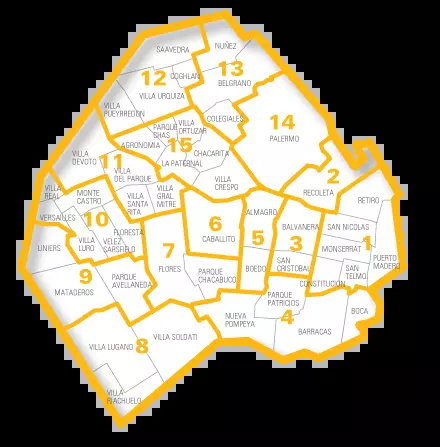 NUÑEZ
SAAVEDRA
13
COGHLAN
12
BELGRANO
VILLA URQUIZA
VILLA
PUEYRREDON
COLEGIALES
14
PALERMO
PARQUE
CHAS
VILLA
ORTUZAR
15
AGRONOMIA
CHACARITA
LA PATERNAL
VILLA
DEVOTO
11
VILLA
DEL PARQUE
VILLA
CRESPO
2
RECOLETA
VILLA
REAL
MONTE
CASTRO
VILLA
SANTA
RITA
VILLA
GRAL
MITRE
RETIRO
VERSALLES
10
FLORESTA
6
CABALLITO
ALMAGRO
BALVANERA
SAN NICOLAS
1
LINIERS
VILLA
LURO
VELEZ
SARSFIELD
7
FLORES
5
BOEDO
3
SAN
CRISTOBAL
MONSERRAT
PUERTO
MADERO
SAN
TELMO
CONSTITUCION
9
MATADEROS
PARQUE
AVELLANEDA
PARQUE
CHACABUCO
PARQUE
PATRICIOS
4
NUEVA
POMPEYA
BARRACAS
BOCA
VILLA SOLDATI
8
VILLA LUGANO
VILLA
RIACHUELO